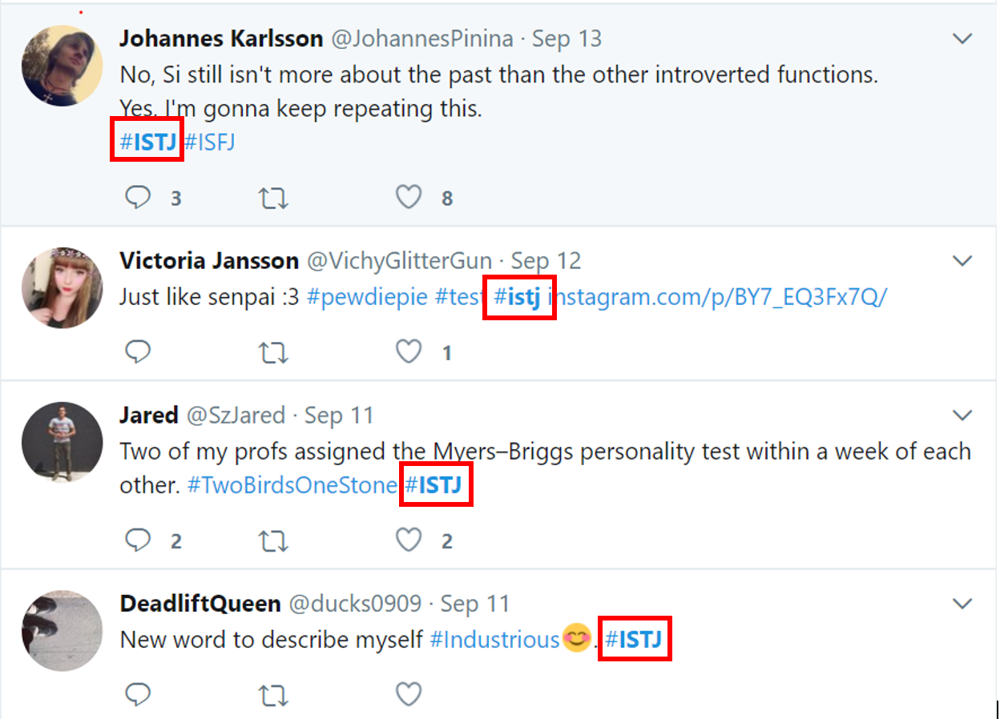 Johannes Karlsson @JohannesPinina · Sep 13
No, Si still isn't more about the past than the other introverted functions.
Yes, I'm gonna keep repeating this.
#ISTJ #ISFJ
3 8
Victoria Jansson @VichyGlitterGun · Sep 12
Just like senpai :3 #pewdiepie #test #istj instagram.com/p/BY7_EQ3Fx7Q/
1
Jared @SzJared · Sep 11
Two of my profs assigned the Myers–Briggs personality test within a week of each
other. #TwoBirdsOneStone #ISTJ
2 2
DeadliftQueen @ducks0909 · Sep 11
New word to describe myself #Industrious😊. #ISTJ